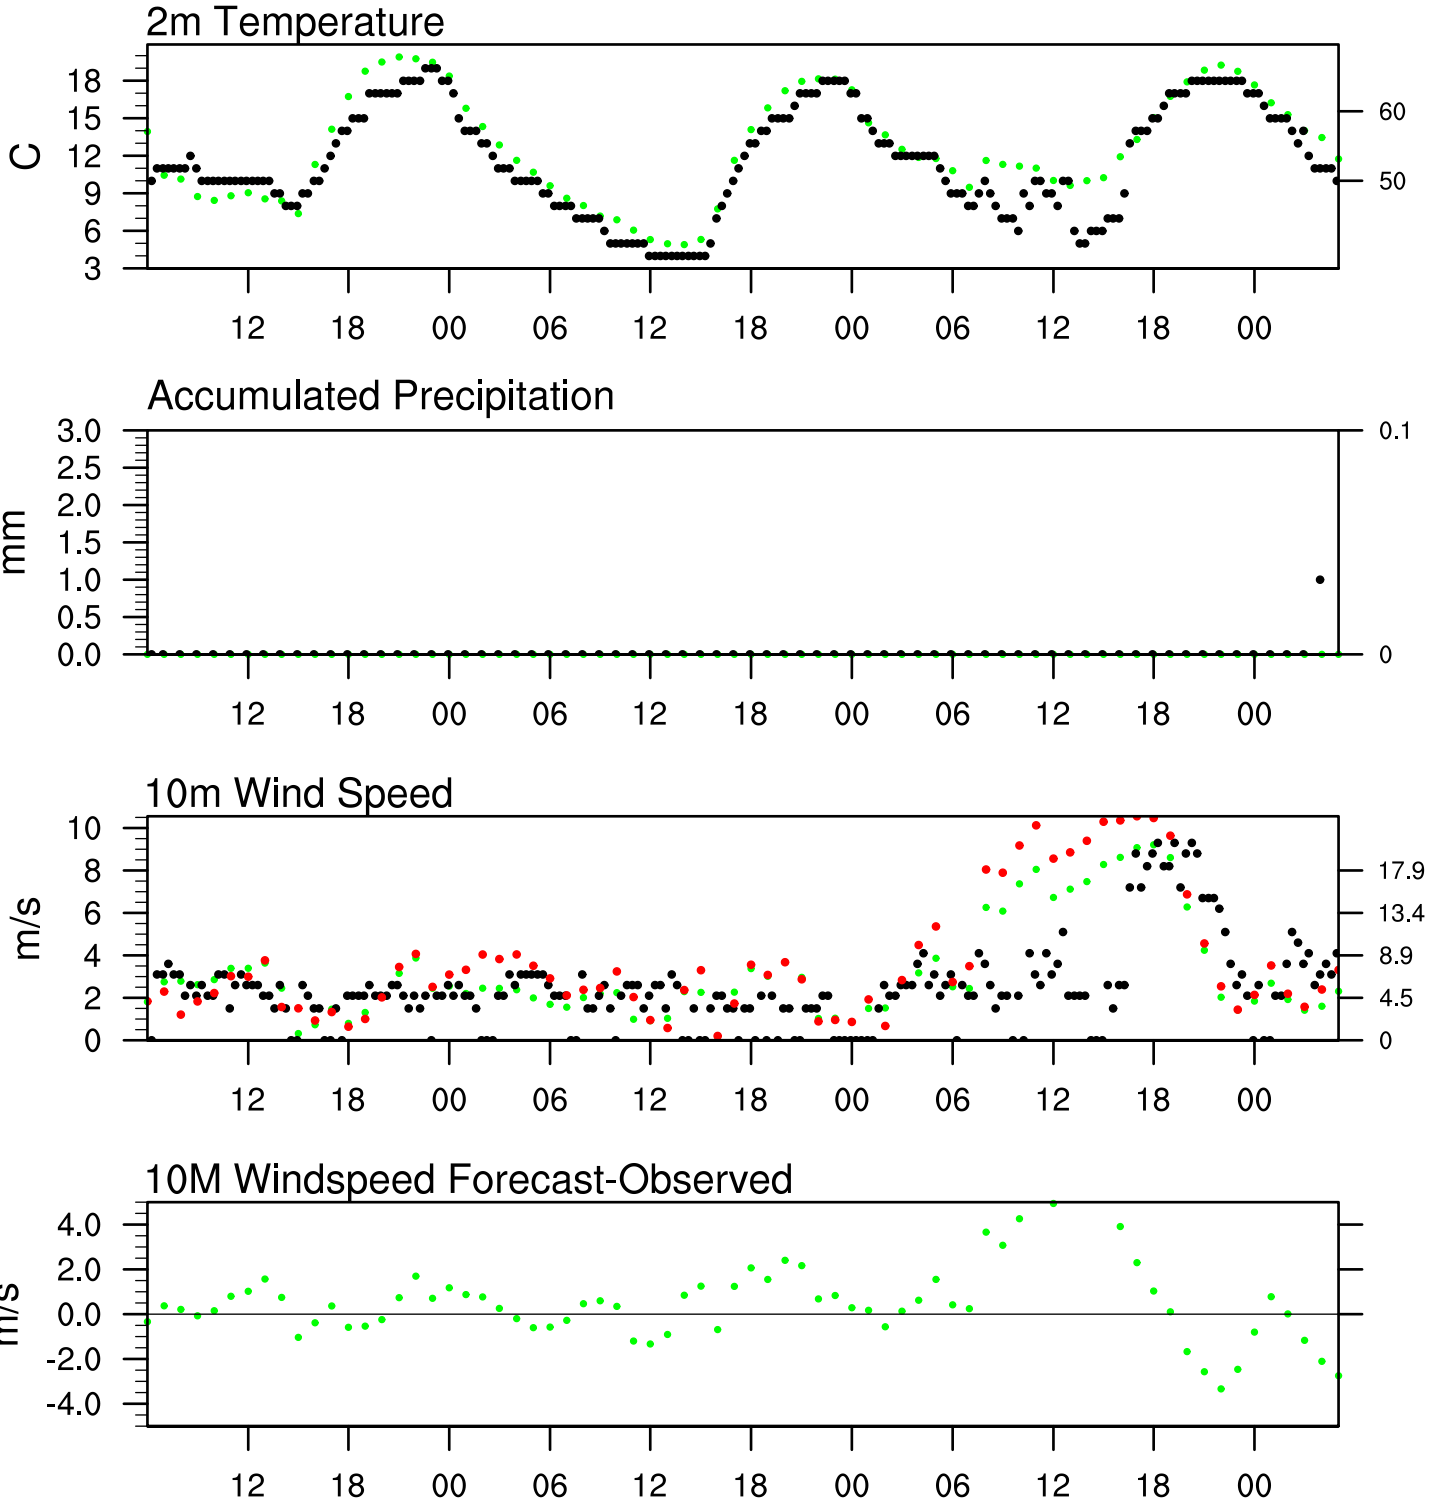 2m Temperature
C
18
15
12
9
6
3
60
50
12 18 00 06 12 18 00 06 12 18 00
Accumulated Precipitation
mm
3.0
2.5
2.0
1.5
1.0
0.5
0.0
0.1
0
12 18 00 06 12 18 00 06 12 18 00
10m Wind Speed
m/s
10
8
6
4
2
0
17.9
13.4
8.9
4.5
0
12 18 00 06 12 18 00 06 12 18 00
10M Windspeed Forecast-Observed
m/s
4.0
2.0
0.0
-2.0
-4.0
12 18 00 06 12 18 00 06 12 18 00